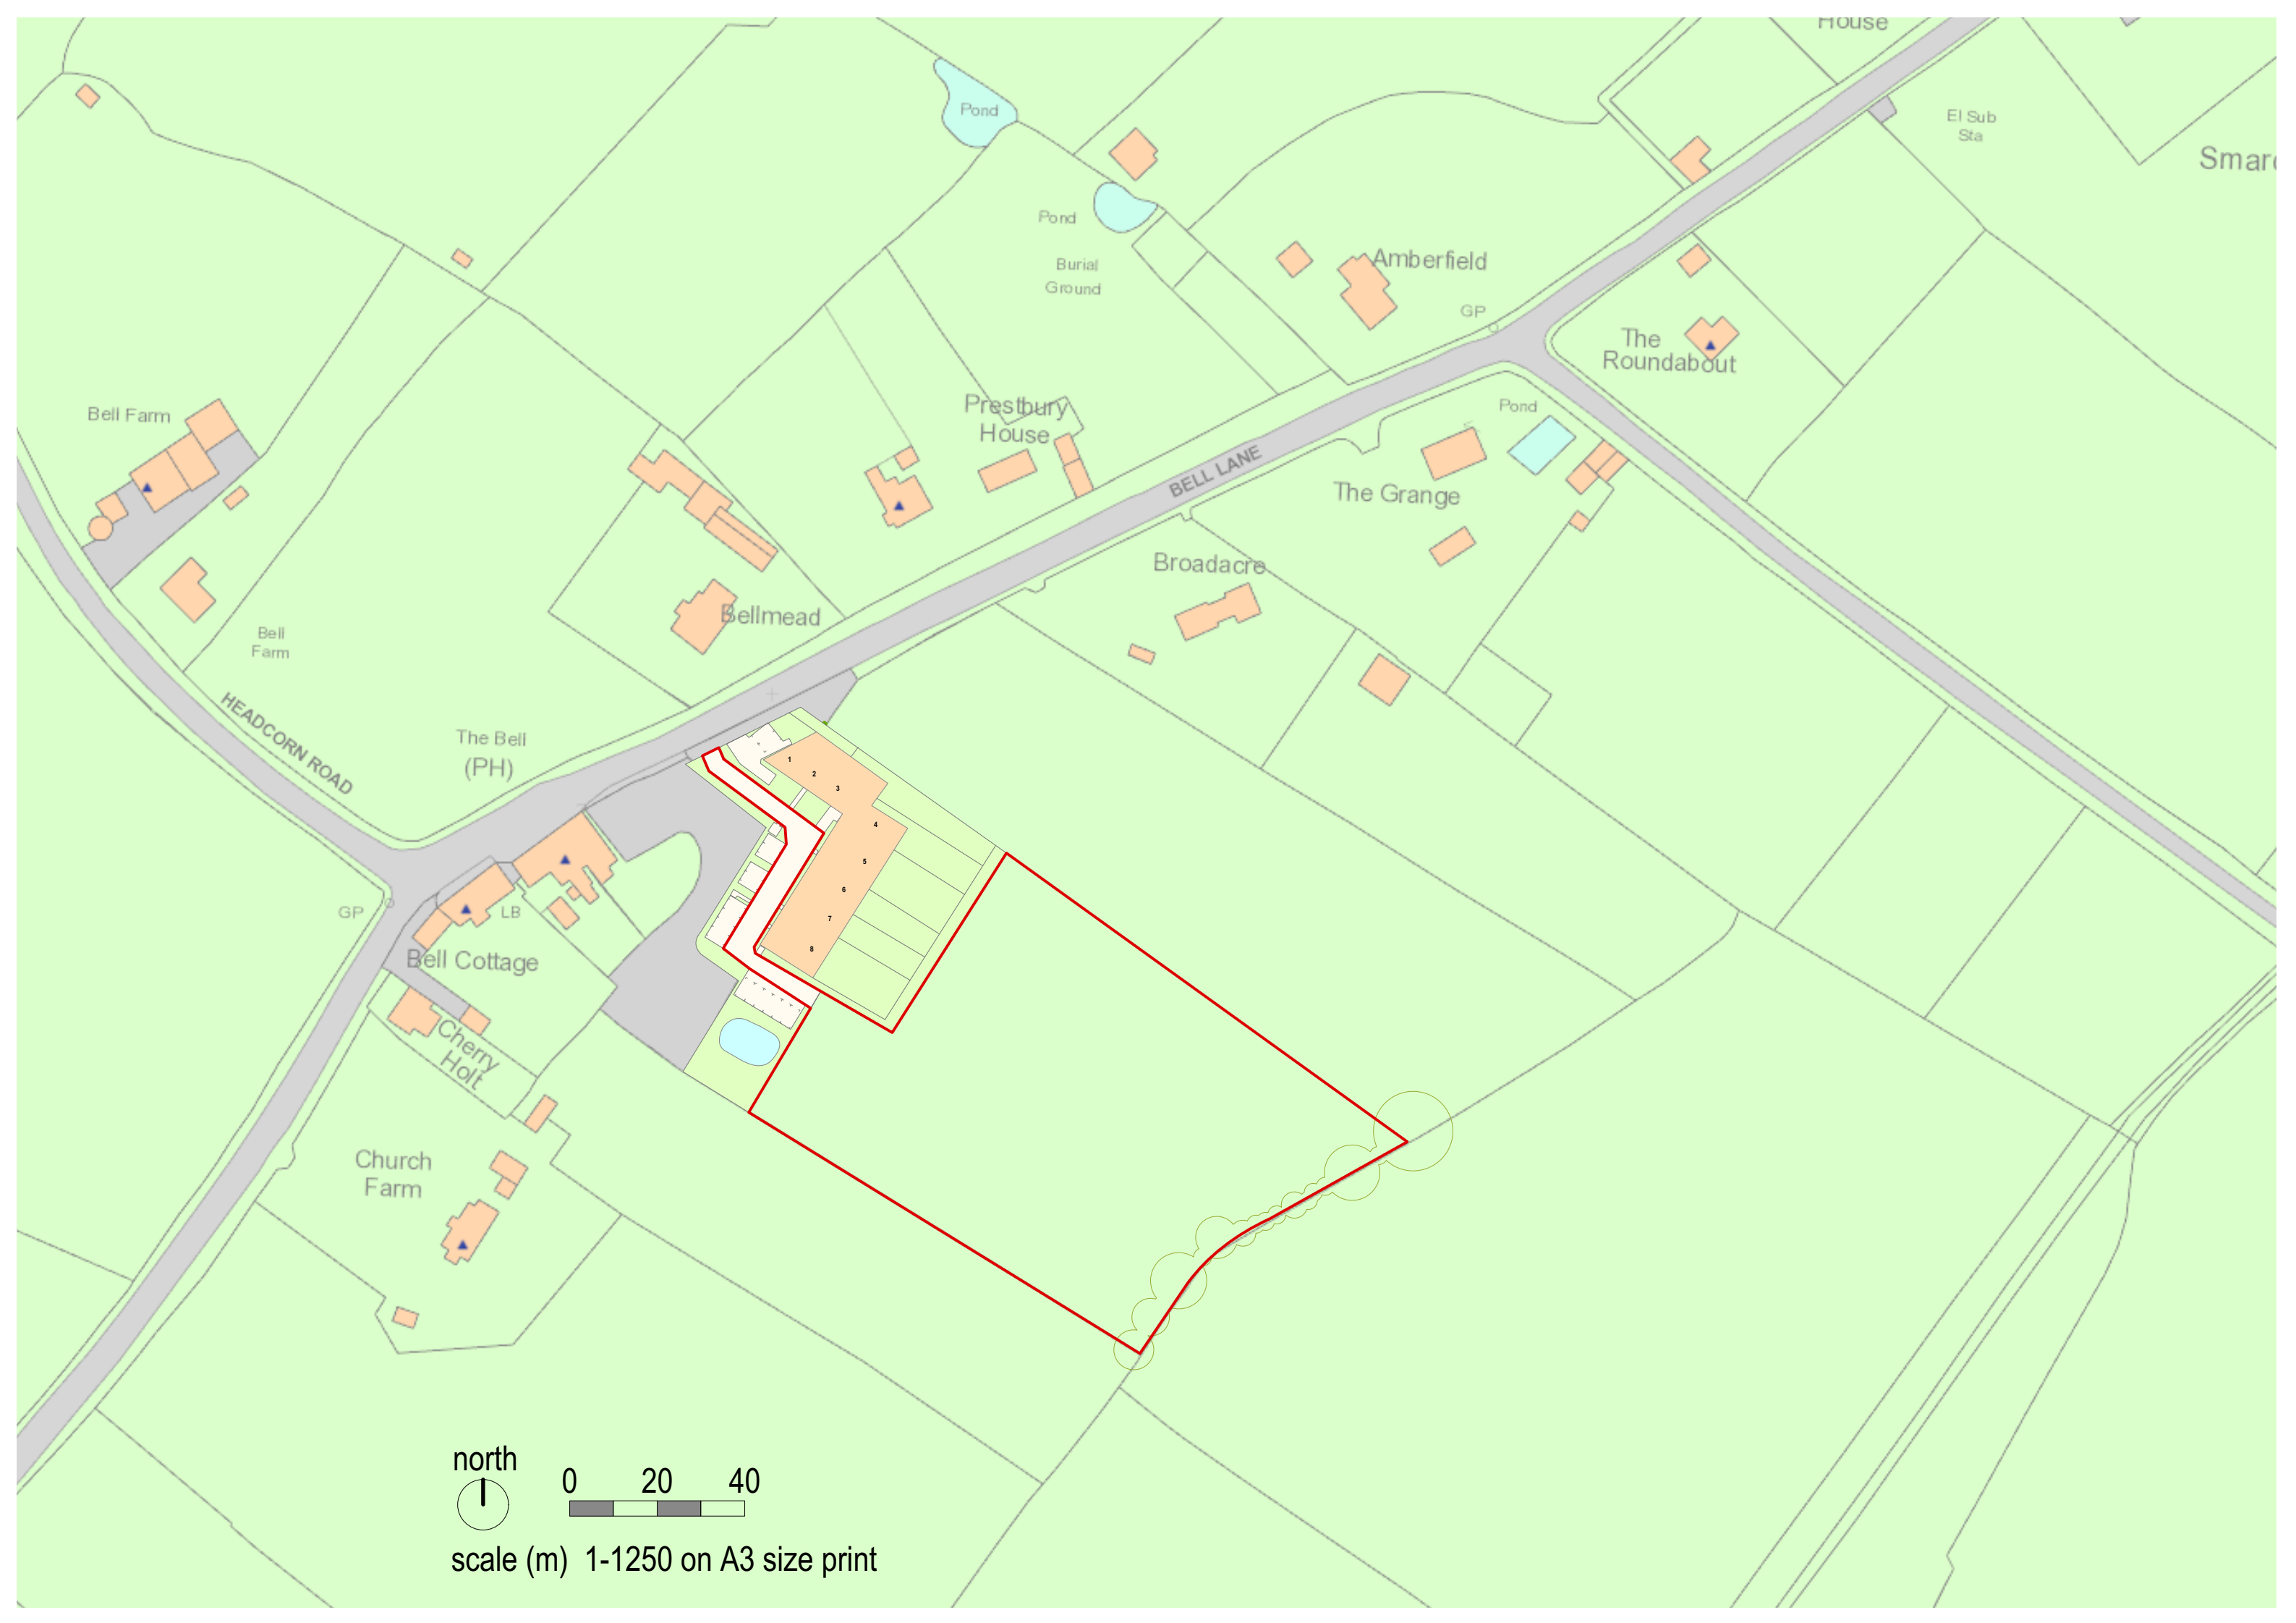 House
Pond
El Sub
Sta
Pond
Burial
Ground
Amberfield
GP
The
Roundabout
Bell Farm
Prestbury
House
Pond
BELL LANE
The Grange
Broadacre
Bellmead
Bell
Farm
HEADCORN ROAD
The Bell
(PH)
1
2
3
4
5
6
7
8
GP
LB
Bell Cottage
Cherry
Holt
Church
Farm
north
0 20 40
scale (m) 1-1250 on A3 size print